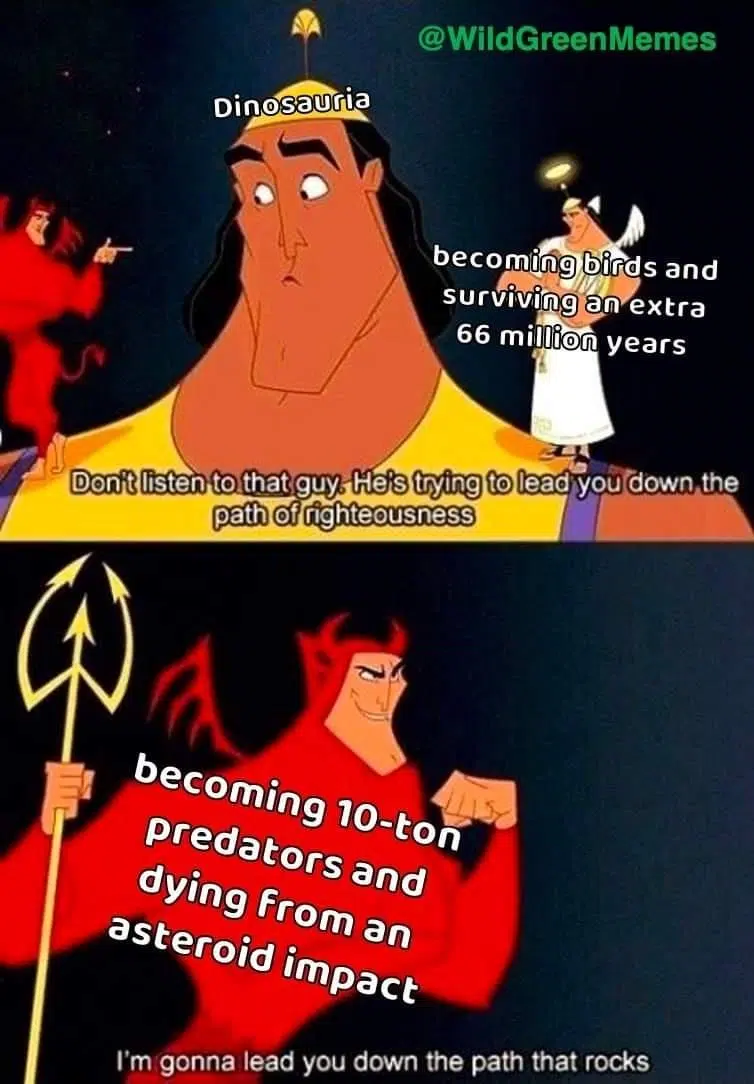 @WildGreenMemes
Dinosauria
becoming birds and
surviving an extra
66 million years
Don't listen to that guy. He's trying to lead you down the
path of righteousness
becoming 10-ton
predators and
dying from an
asteroid impact
I'm gonna lead you down the path that rocks